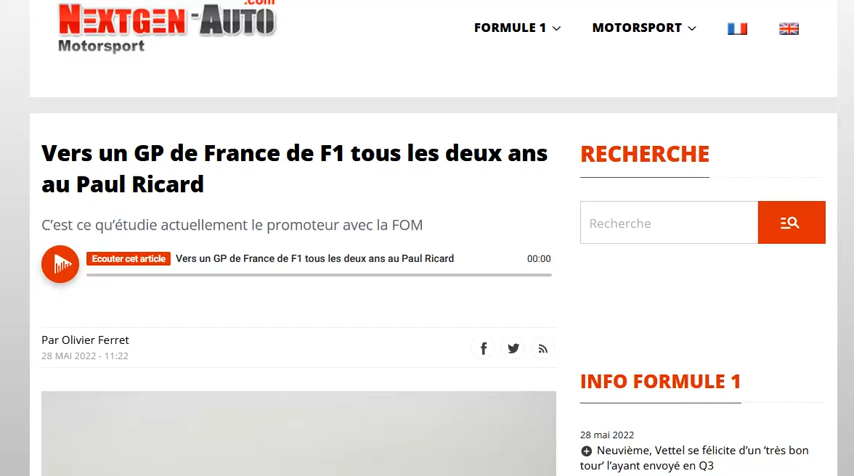 .com
NEXTGEN-AUTO
Motorsport
FORMULE 1
MOTORSPORT
Vers un GP de France de F1 tous les deux ans
au Paul Ricard
C’est ce qu’étudie actuellement le promoteur avec la FOM
Ecouter cet article Vers un GP de France de F1 tous les deux ans au Paul Ricard 00:00
Par Olivier Ferret
28 MAI 2022 - 11:22
RECHERCHE
Recherche
INFO FORMULE 1
28 mai 2022
Neuvième, Vettel se félicite d’un ’très bon
tour’ l’ayant envoyé en Q3